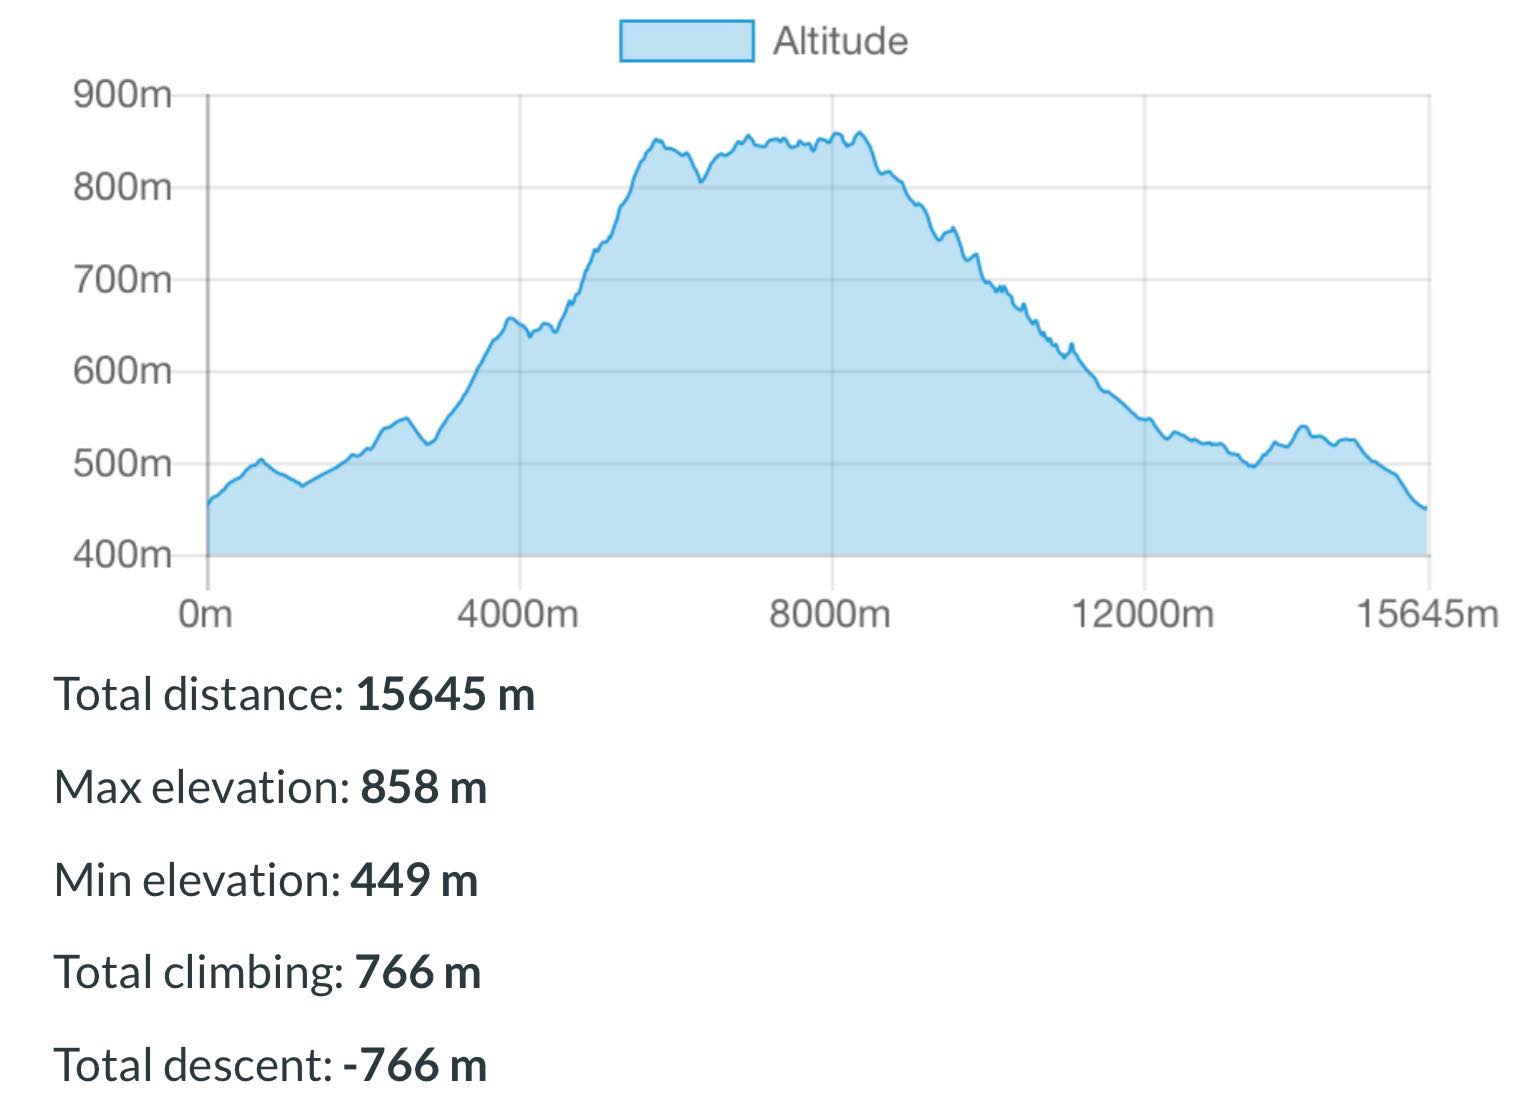 Altitude
900m
800m
700m
600m
500m
400m
0m 4000m 8000m 12000m 15645m
Total distance: 15645 m
Max elevation: 858 m
Min elevation: 449 m
Total climbing: 766 m
Total descent: -766 m